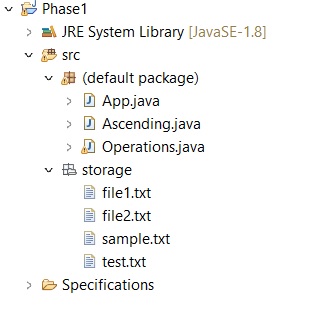 Phase1
JRE System Library [JavaSE-1.8]
src
(default package)
App.java
Ascending.java
Operations.java
storage
file1.txt
file2.txt
sample.txt
test.txt
Specifications